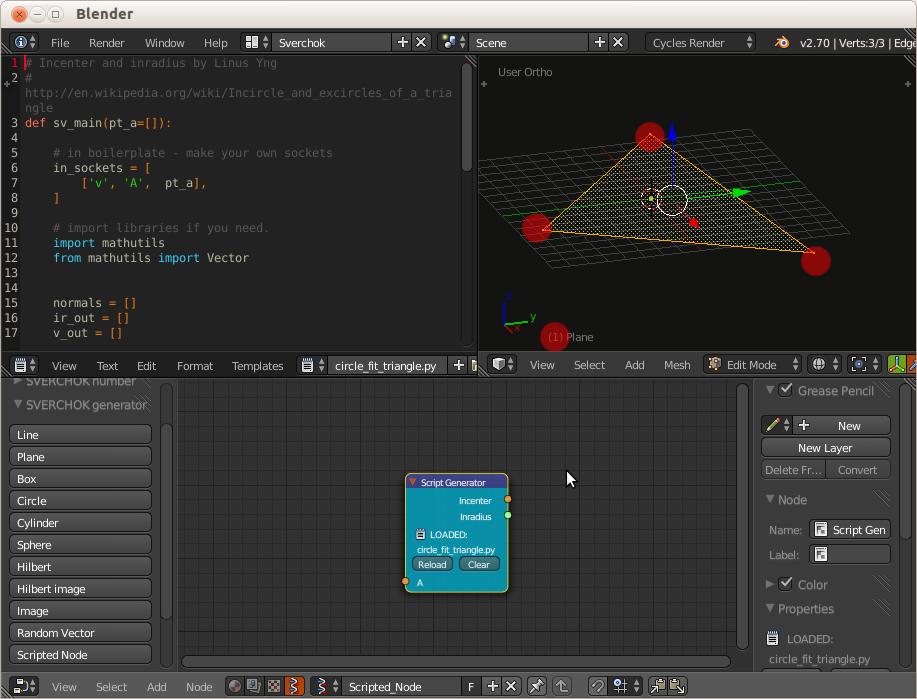 Blender
File Render Window Help Sverchok Scene Cycles Render v2.70 | Verts:3/3 | Edge
1 # Incenter and inradius by Linus Yng
2 #
http://en.wikipedia.org/wiki/Incircle_and_excircles_of_a_tria
ngle
3 def sv_main(pt_a=[]):
4
5 # in boilerplate - make your own sockets
6 in_sockets = [
7 ['v', 'A', pt_a],
8 ]
9
10 # import libraries if you need.
11 import mathutils
12 from mathutils import Vector
13
14
15 normals = []
16 ir_out = []
17 v_out = []
View Text Edit Format Templates circle_fit_triangle.py
User Ortho
z
y
x
(1) Plane
View Select Add Mesh Edit Mode
SVERCHOK number
SVERCHOK generator
Line
Plane
Box
Circle
Cylinder
Sphere
Hilbert
Hilbert image
Image
Random Vector
Scripted Node
Script Generator
Incenter
Inradius
LOADED:
circle_fit_triangle.py
Reload Clear
A
Grease Pencil
New
New Layer
Delete Fr... Convert
Node
Name: Script Gen
Label:
Color
Properties
LOADED:
circle_fit_triangle.py
View Select Add Node Scripted_Node F